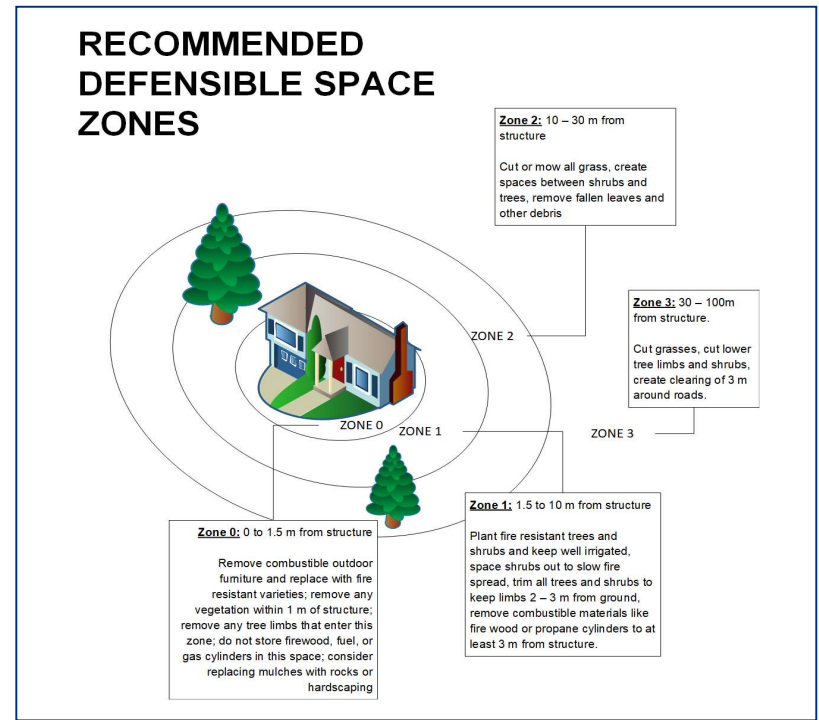 RECOMMENDED
DEFENSIBLE SPACE
ZONES
Zone 2: 10 – 30 m from
structure
Cut or mow all grass, create
spaces between shrubs and
trees, remove fallen leaves and
other debris
Zone 3: 30 – 100m
from structure.
Cut grasses, cut lower
tree limbs and shrubs,
create clearing of 3 m
around roads.
ZONE 2
ZONE 0
ZONE 1
ZONE 3
Zone 0: 0 to 1.5 m from structure
Remove combustible outdoor
furniture and replace with fire
resistant varieties; remove any
vegetation within 1 m of structure;
remove any tree limbs that enter this
zone; do not store firewood, fuel, or
gas cylinders in this space; consider
replacing mulches with rocks or
hardscaping
Zone 1: 1.5 to 10 m from structure
Plant fire resistant trees and
shrubs and keep well irrigated,
space shrubs out to slow fire
spread, trim all trees and shrubs to
keep limbs 2 – 3 m from ground,
remove combustible materials like
fire wood or propane cylinders to at
least 3 m from structure.